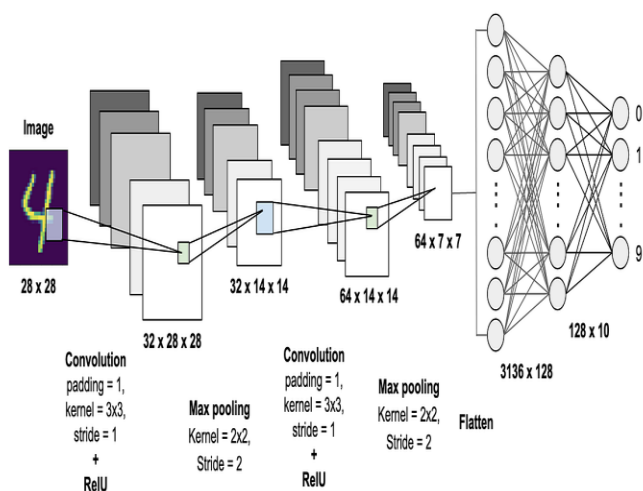 Image
28 x 28
32 x 28 x 28
32 x 14 x 14
64 x 14 x 14
64 x 7 x 7
0
1
9
3136 x 128
128 x 10
Convolution
padding = 1,
kernel = 3x3,
stride = 1
+
RelU
Max pooling
Kernel = 2x2,
Stride = 2
Convolution
padding = 1,
kernel = 3x3,
stride = 1
+
RelU
Max pooling
Kernel = 2x2,
Stride = 2
Flatten